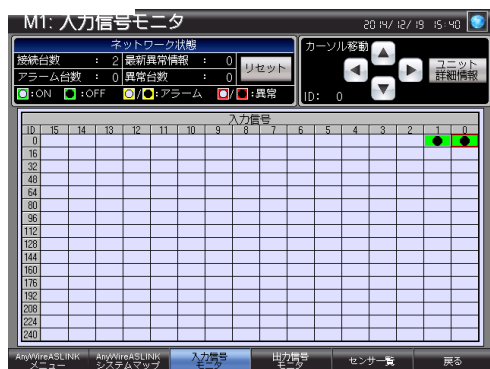 M1: 入力信号モニタ
2014/12/19 15:40
ネットワーク状態
接続台数 : 2 最新異常情報 : 0
アラーム台数 : 0 異常台数 : 0
リセット
:ON :OFF / :アラーム / :異常
カーソル移動
ID: 0
ユニット
詳細情報
入力信号
ID 15 14 13 12 11 10 9 8 7 6 5 4 3 2 1 0
0
16
32
48
64
80
96
112
128
144
160
176
192
208
224
240
AnyWireASLINK
メニュー
AnyWireASLINK
システムマップ
入力信号
モニタ
出力信号
モニタ
センサ一覧
戻る